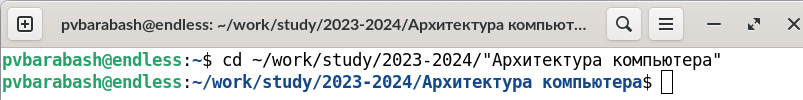 pvbarabash@endless: ~/work/study/2023-2024/Архитектура компьют...
pvbarabash@endless:~$ cd ~/work/study/2023-2024/"Архитектура компьютера"
pvbarabash@endless:~/work/study/2023-2024/Архитектура компьютера$